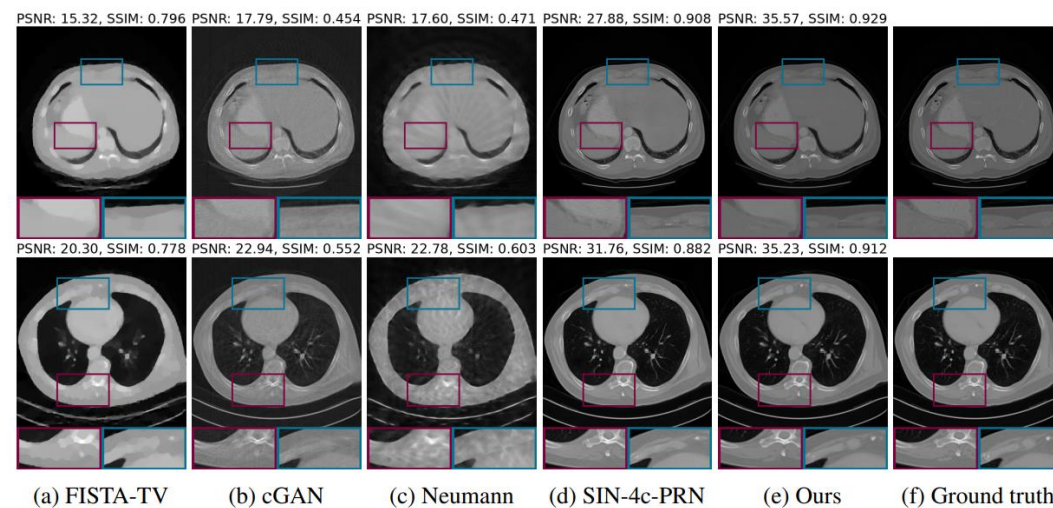 PSNR: 15.32, SSIM: 0.796 PSNR: 17.79, SSIM: 0.454 PSNR: 17.60, SSIM: 0.471 PSNR: 27.88, SSIM: 0.908 PSNR: 35.57, SSIM: 0.929
PSNR: 20.30, SSIM: 0.778 PSNR: 22.94, SSIM: 0.552 PSNR: 22.78, SSIM: 0.603 PSNR: 31.76, SSIM: 0.882 PSNR: 35.23, SSIM: 0.912
(a) FISTA-TV (b) cGAN (c) Neumann (d) SIN-4c-PRN (e) Ours (f) Ground truth